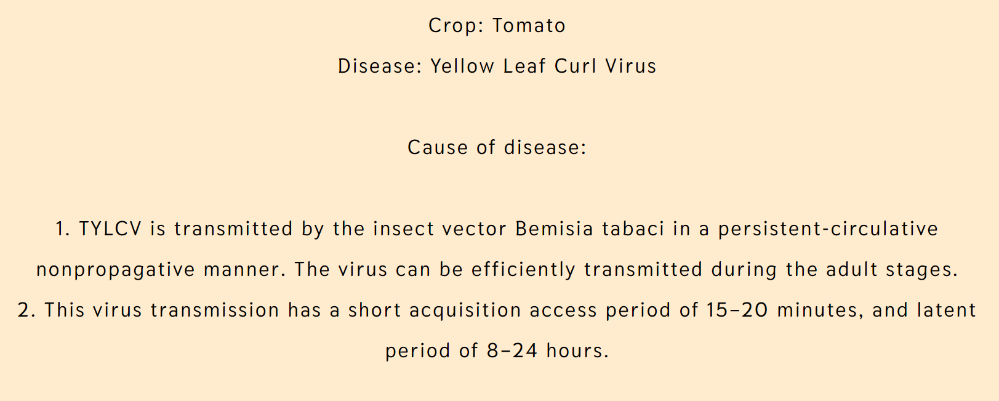 Crop: Tomato
Disease: Yellow Leaf Curl Virus
Cause of disease:
1. TYLCV is transmitted by the insect vector Bemisia tabaci in a persistent-circulative
nonpropagative manner. The virus can be efficiently transmitted during the adult stages.
2. This virus transmission has a short acquisition access period of 15–20 minutes, and latent
period of 8–24 hours.